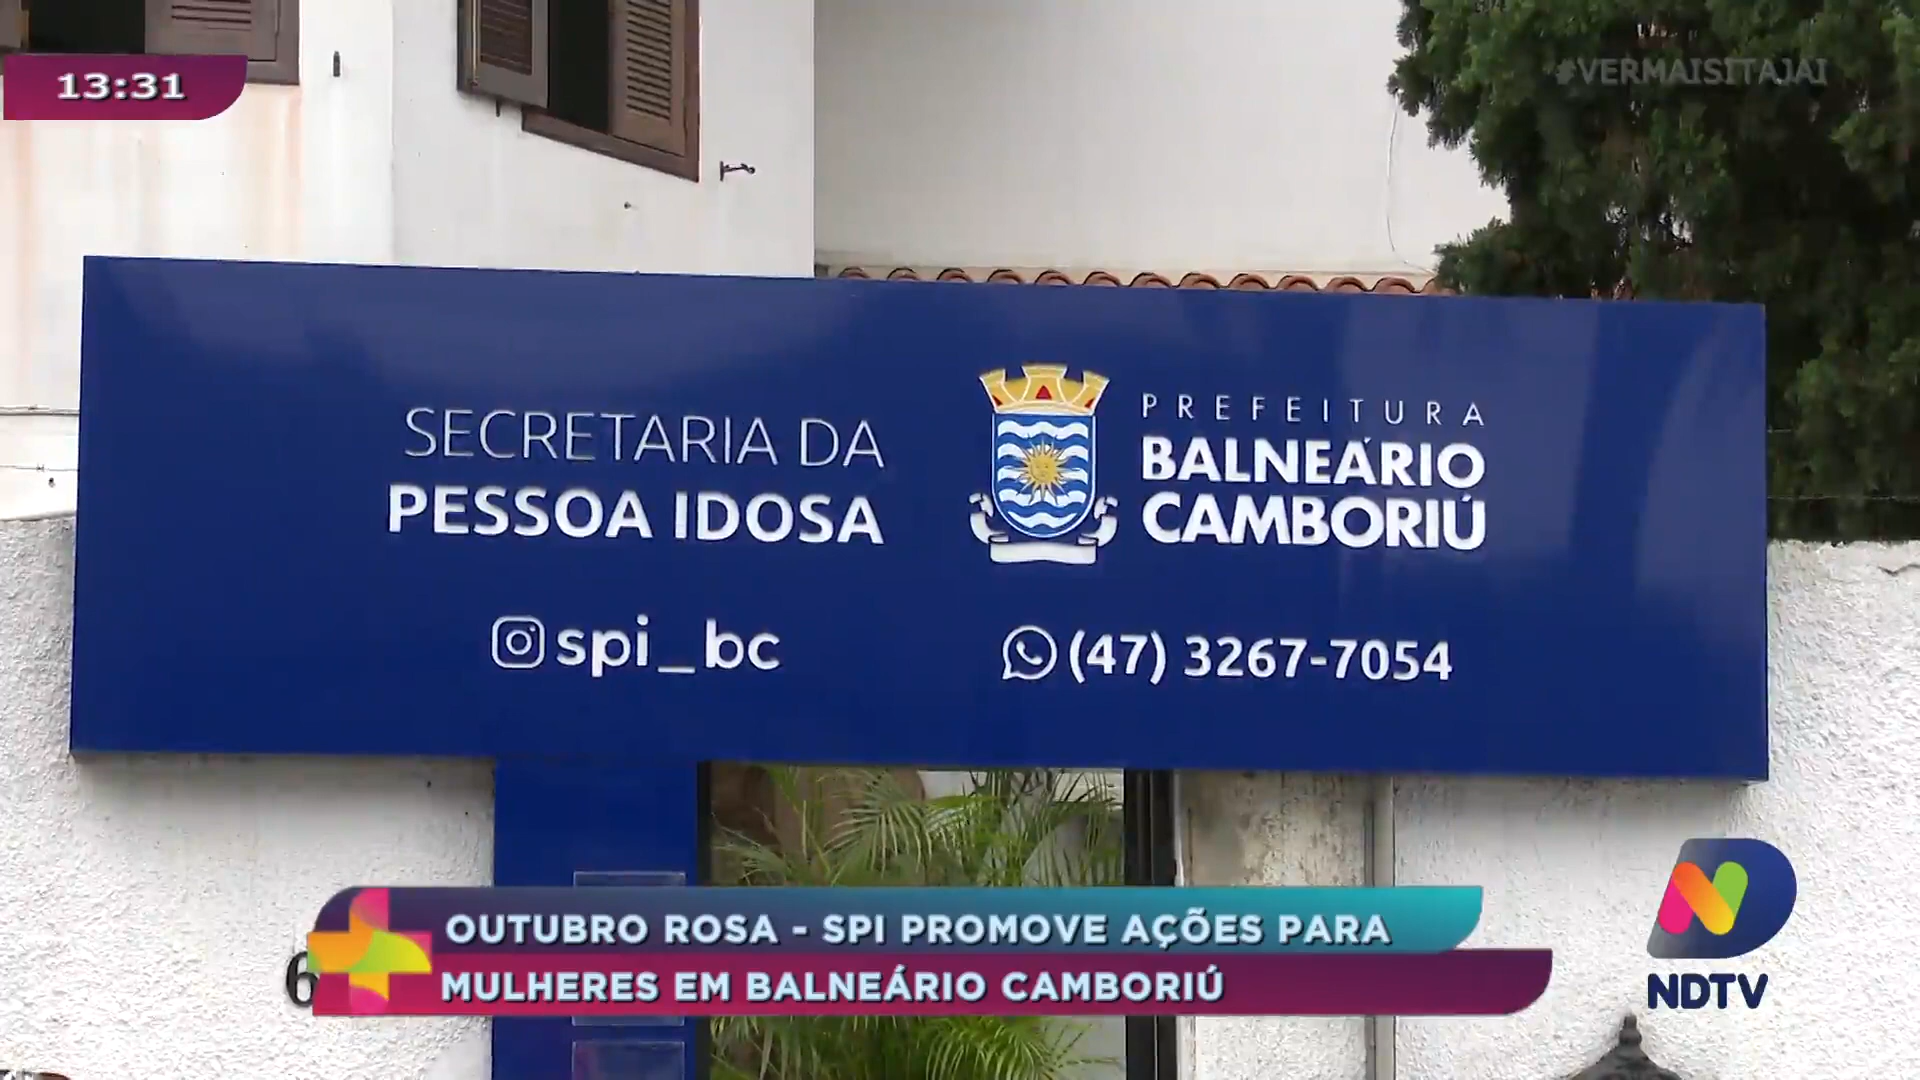 13:31
#VERMAISITAJAI
SECRETARIA DA
PESSOA IDOSA
spi_bc
PREFEITURA
BALNEÁRIO
CAMBORIÚ
(47) 3267-7054
6
OUTUBRO ROSA - SPI PROMOVE AÇÕES PARA
MULHERES EM BALNEÁRIO CAMBORIÚ
NDTV